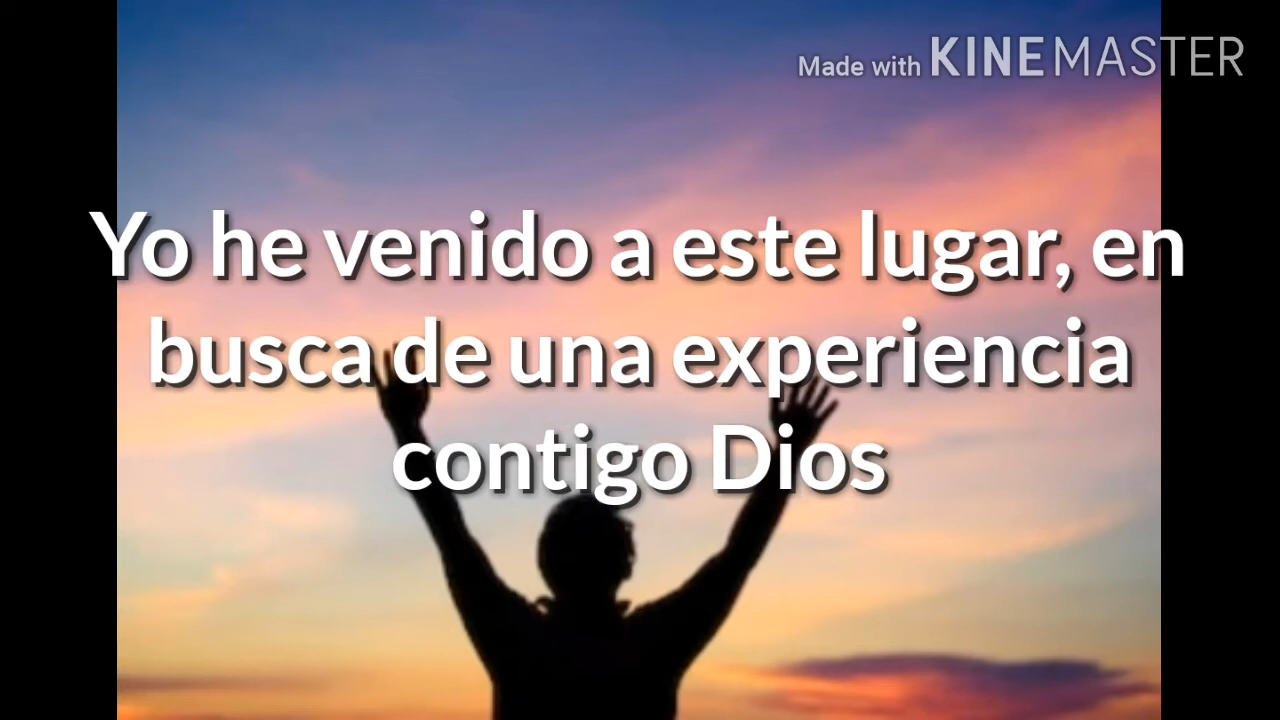 Made with KINEMASTER
Yo he venido a este lugar, en
busca de una experiencia
contigo Dios